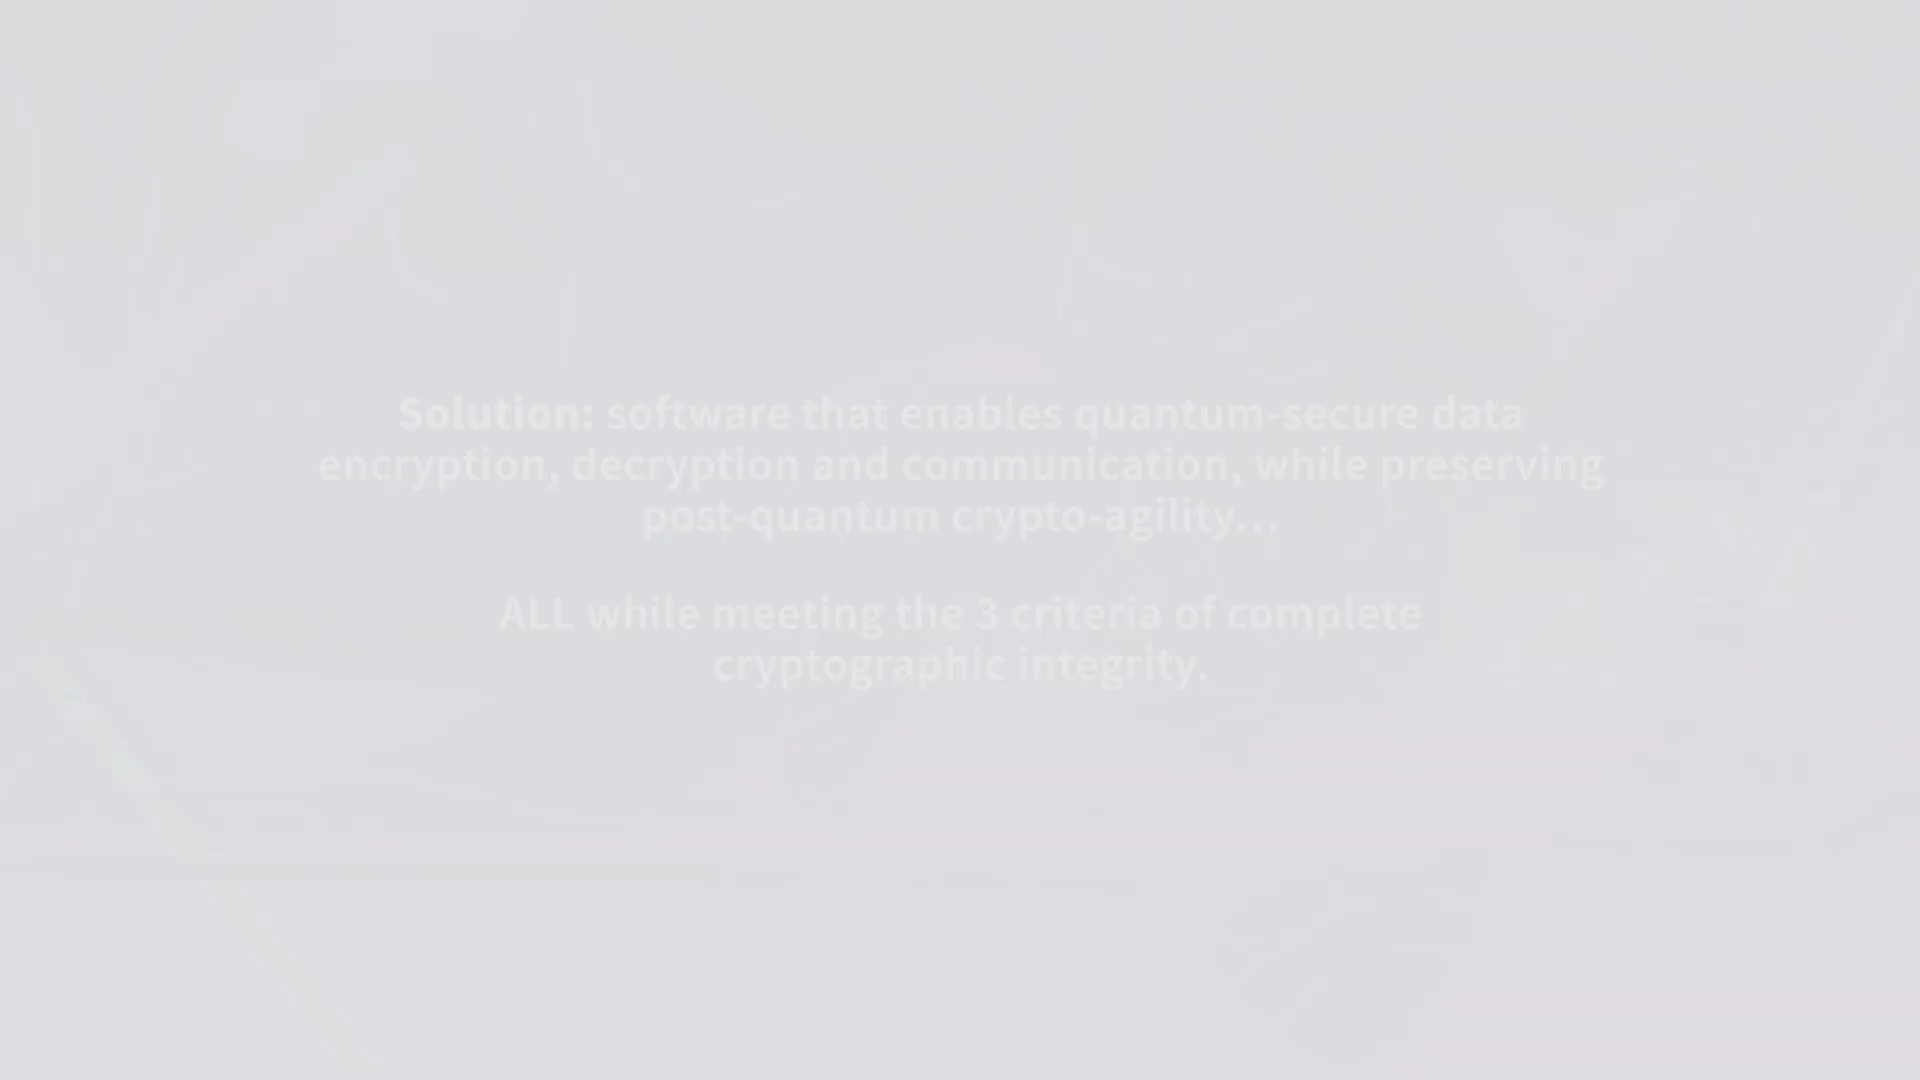 Solution: software that enables quantum-secure data
encryption, decryption and communication, while preserving
post-quantum crypto-agility...
ALL while meeting the 3 criteria of complete
cryptographic integrity.